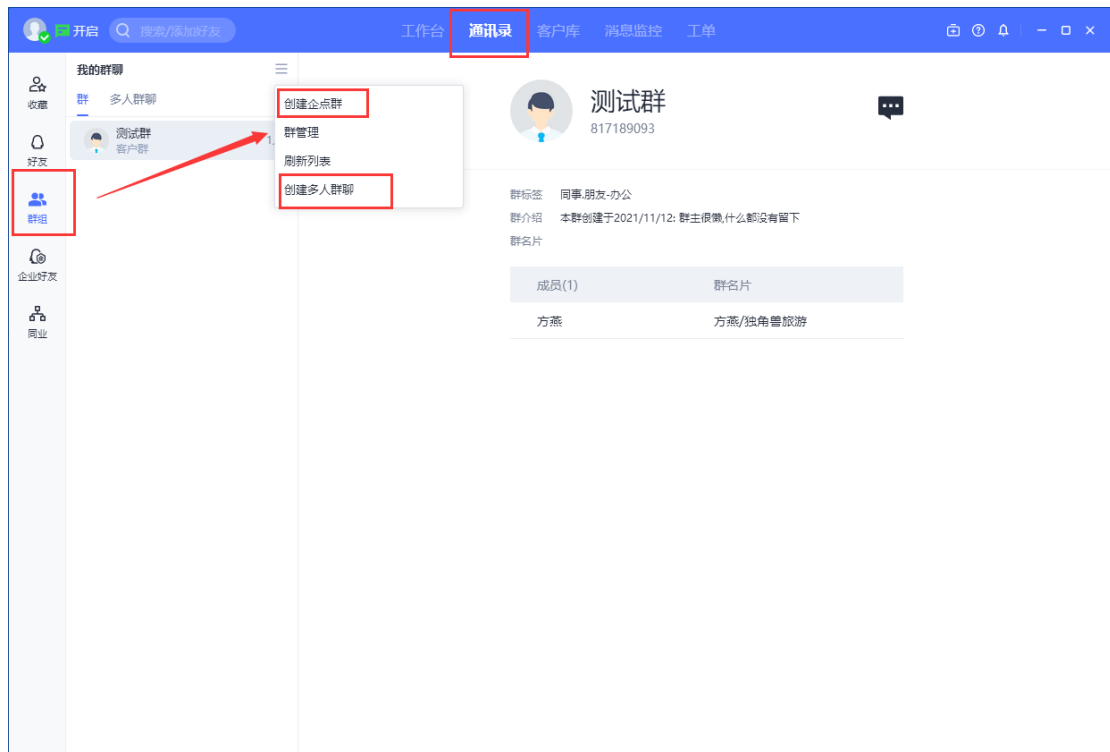 开启 搜索/添加好友 工作台 通讯录 客户库 消息监控 工单
收藏
好友
群组
企业好友
同业
我的群聊
群 多人群聊
测试群
客户群
创建企点群
群管理
刷新列表
创建多人群聊
测试群
817189093
群标签 同事.朋友-办公
群介绍 本群创建于2021/11/12: 群主很懒,什么都没有留下
群名片
成员(1) 群名片
方燕 方燕/独角兽旅游